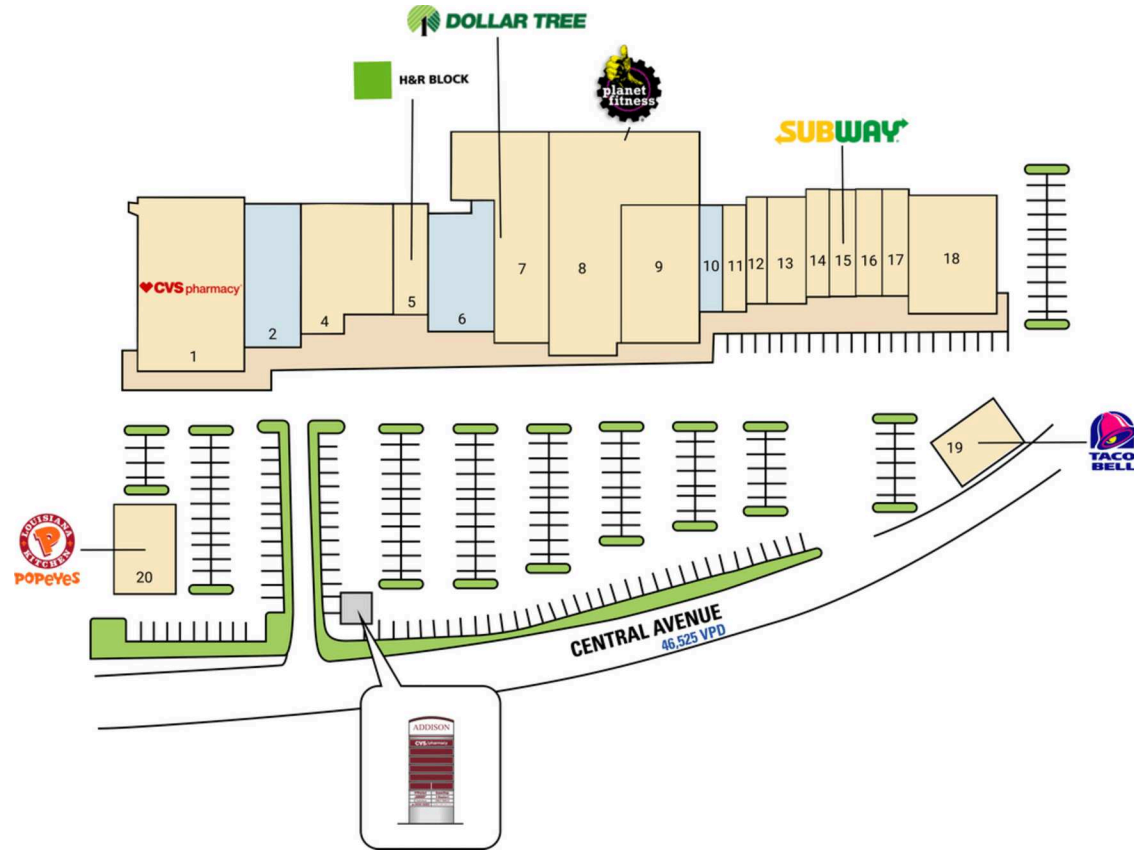 DOLLAR TREE
H&R BLOCK
planet
fitness
SUBWAY
CVS pharmacy
1
2
4
5
6
7
8
9
10
11
12
13
14
15
16
17
18
19
TACO
BELL
LOUISIANA
KITCHEN
POPEYES
20
CENTRAL AVENUE
46,525 VPD
ADDISON
CVS pharmacy